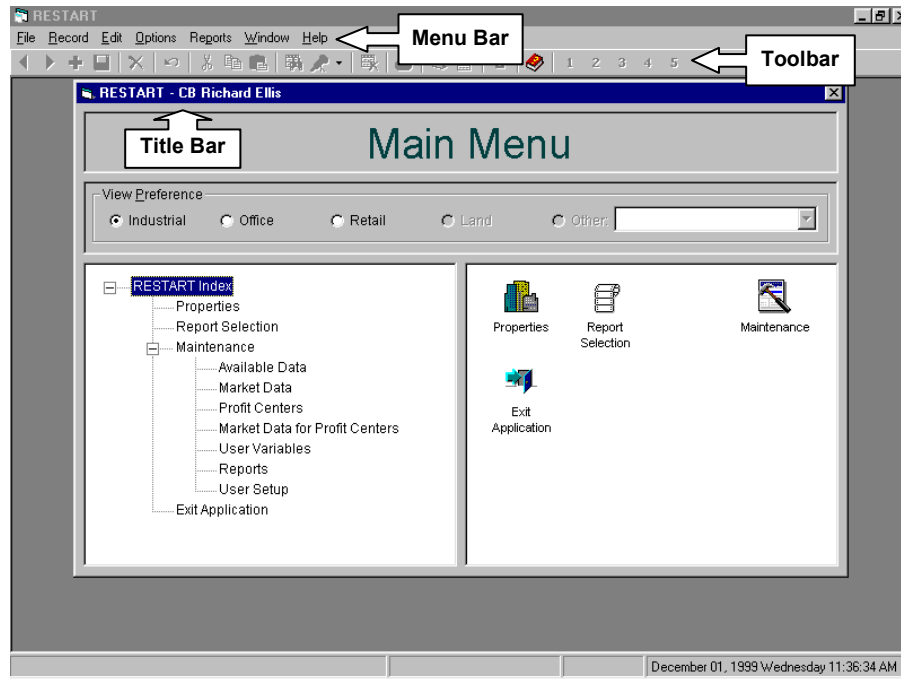 RESTART
File Record Edit Options Reports Window Help
Menu Bar
1 2 3 4 5
Toolbar
RESTART - CB Richard Ellis
Title Bar
Main Menu
View Preference
Industrial Office Retail Land Other:
RESTART Index
Properties
Report Selection
Maintenance
Available Data
Market Data
Profit Centers
Market Data for Profit Centers
User Variables
Reports
User Setup
Exit Application
Properties
Report
Selection
Maintenance
Exit
Application
December 01, 1999 Wednesday 11:36:34 AM